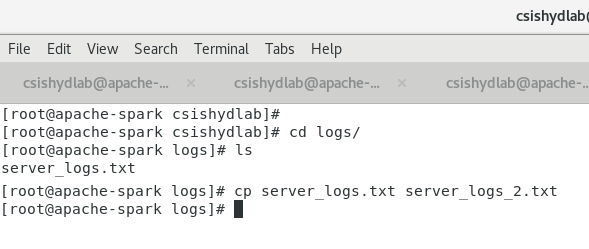 csishydlab@
File Edit View Search Terminal Tabs Help
csishydlab@apache-... × csishydlab@apache-... × csishydlab@apache-
[root@apache-spark csishydlab]#
[root@apache-spark csishydlab]# cd logs/
[root@apache-spark logs]# ls
server_logs.txt
[root@apache-spark logs]# cp server_logs.txt server_logs_2.txt
[root@apache-spark logs]#